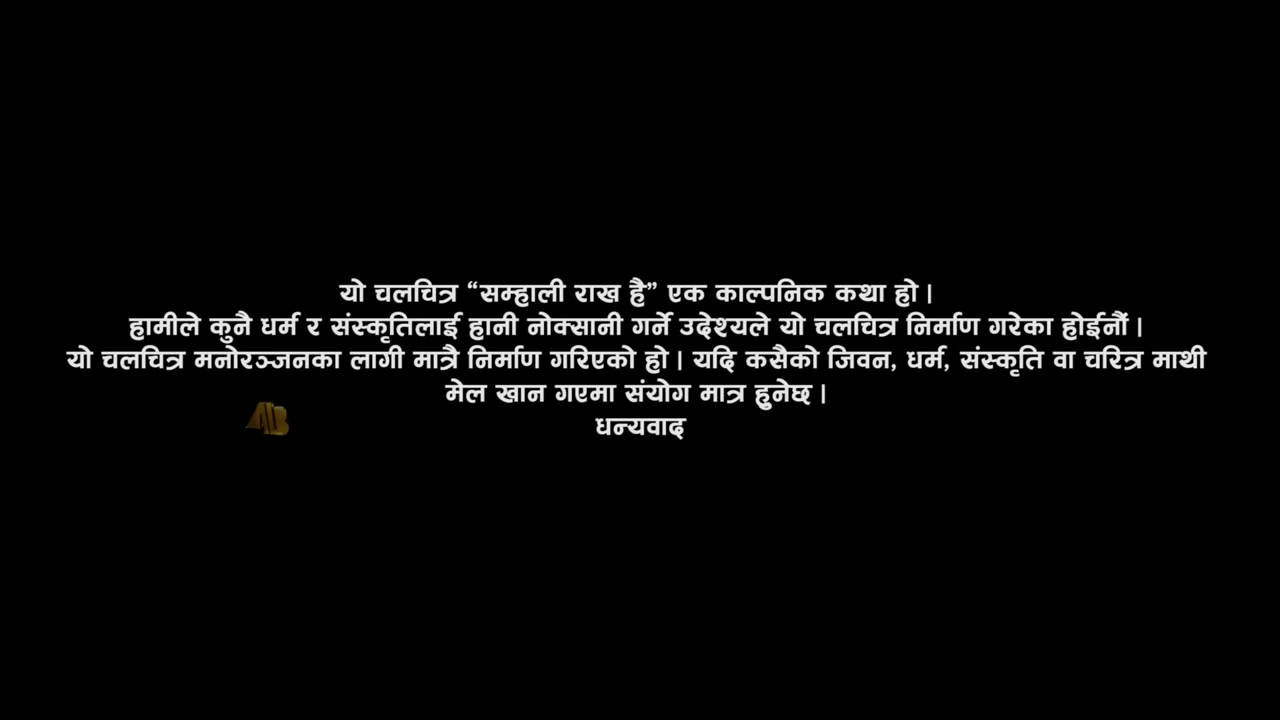 यो चलचित्र “सम्हाली राख है” एक काल्पनिक कथा हो |
हामीले कुनै धर्म र संस्कृतिलाई हानी नोक्सानी गर्ने उदेश्यले यो चलचित्र निर्माण गरेका होईनौं |
यो चलचित्र मनोरञ्जनका लागी मात्रै निर्माण गरिएको हो | यदि कसैको जिवन, धर्म, संस्कृति वा चरित्र माथी
मेल खान गएमा संयोग मात्र हुनेछ |
धन्यवाद